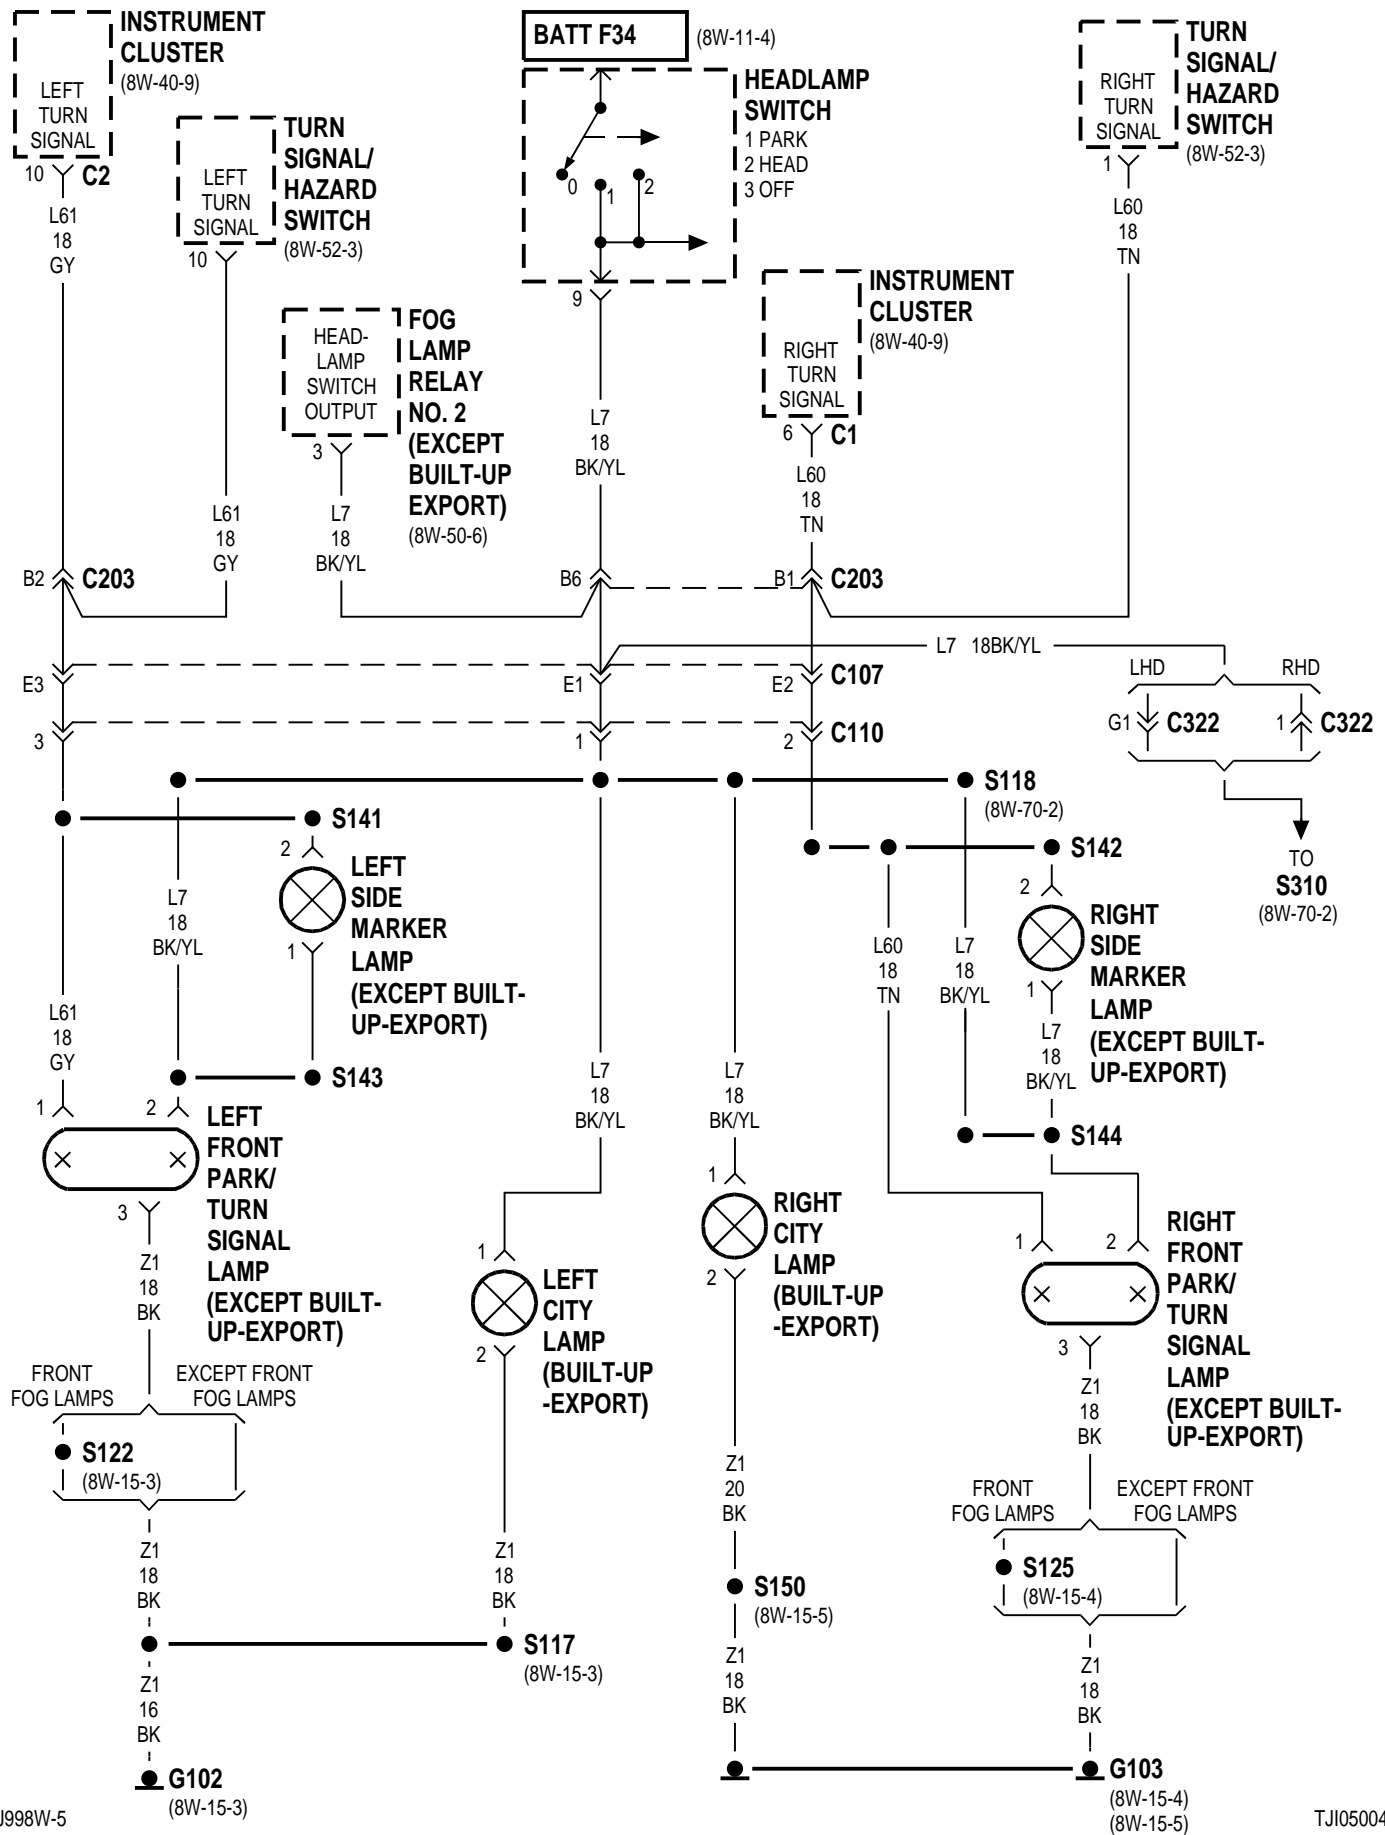 INSTRUMENT
CLUSTER
(8W-40-9)
LEFT
TURN
SIGNAL
10
C2
L61
18
GY
TURN
SIGNAL/
HAZARD
SWITCH
(8W-52-3)
LEFT
TURN
SIGNAL
10
L61
18
GY
BATT F34
(8W-11-4)
HEADLAMP
SWITCH
1 PARK
2 HEAD
3 OFF
0
1
2
9
L7
18
BK/YL
TURN
SIGNAL/
HAZARD
SWITCH
(8W-52-3)
RIGHT
TURN
SIGNAL
1
L60
18
TN
FOG
LAMP
RELAY
NO. 2
(EXCEPT
BUILT-UP
EXPORT)
(8W-50-6)
HEAD-
LAMP
SWITCH
OUTPUT
3
L7
18
BK/YL
INSTRUMENT
CLUSTER
(8W-40-9)
RIGHT
TURN
SIGNAL
6
C1
L60
18
TN
B2
C203
B6
B1
C203
L7 18BK/YL
E3
E1
E2
C107
3
1
2
C110
LHD
RHD
G1
C322
1
C322
TO
S310
(8W-70-2)
S118
(8W-70-2)
S141
2
LEFT
SIDE
MARKER
LAMP
(EXCEPT BUILT-
UP-EXPORT)
1
L7
18
BK/YL
L61
18
GY
S143
1
2
LEFT
FRONT
PARK/
TURN
SIGNAL
LAMP
(EXCEPT BUILT-
UP-EXPORT)
3
Z1
18
BK
FRONT
FOG LAMPS
EXCEPT FRONT
FOG LAMPS
S122
(8W-15-3)
Z1
18
BK
Z1
16
BK
G102
(8W-15-3)
L7
18
BK/YL
1
LEFT
CITY
LAMP
(BUILT-UP
-EXPORT)
2
Z1
18
BK
S117
(8W-15-3)
L7
18
BK/YL
1
RIGHT
CITY
LAMP
(BUILT-UP
-EXPORT)
2
Z1
20
BK
S150
(8W-15-5)
Z1
18
BK
S142
2
RIGHT
SIDE
MARKER
LAMP
(EXCEPT BUILT-
UP-EXPORT)
1
L60
18
TN
L7
18
BK/YL
L7
18
BK/YL
S144
1
2
RIGHT
FRONT
PARK/
TURN
SIGNAL
LAMP
(EXCEPT BUILT-
UP-EXPORT)
3
Z1
18
BK
FRONT
FOG LAMPS
EXCEPT FRONT
FOG LAMPS
S125
(8W-15-4)
Z1
18
BK
G103
(8W-15-4)
(8W-15-5)
J998W-5
TJI05004